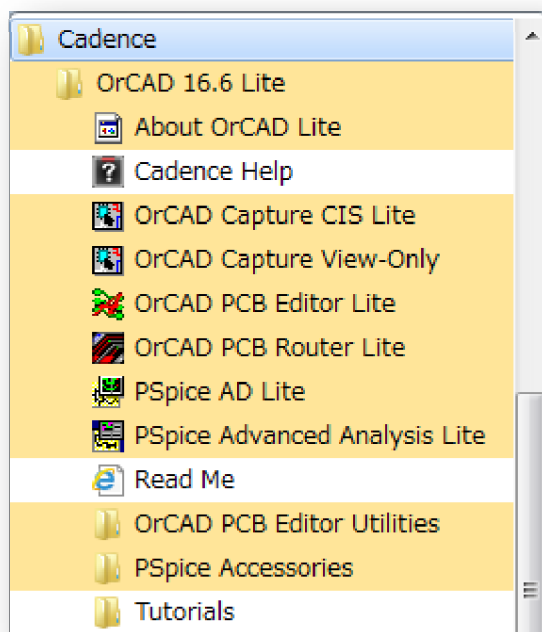 Cadence
OrCAD 16.6 Lite
About OrCAD Lite
Cadence Help
OrCAD Capture CIS Lite
OrCAD Capture View-Only
OrCAD PCB Editor Lite
OrCAD PCB Router Lite
PSpice AD Lite
PSpice Advanced Analysis Lite
Read Me
OrCAD PCB Editor Utilities
PSpice Accessories
Tutorials